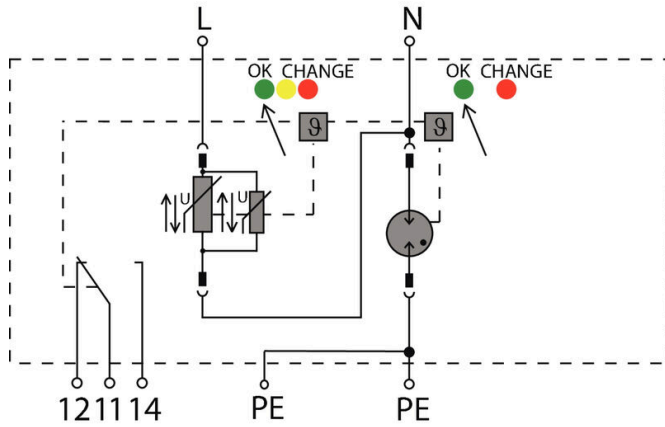 L N
OK CHANGE OK CHANGE
ϑ ϑ
U U
12 11 14 PE PE